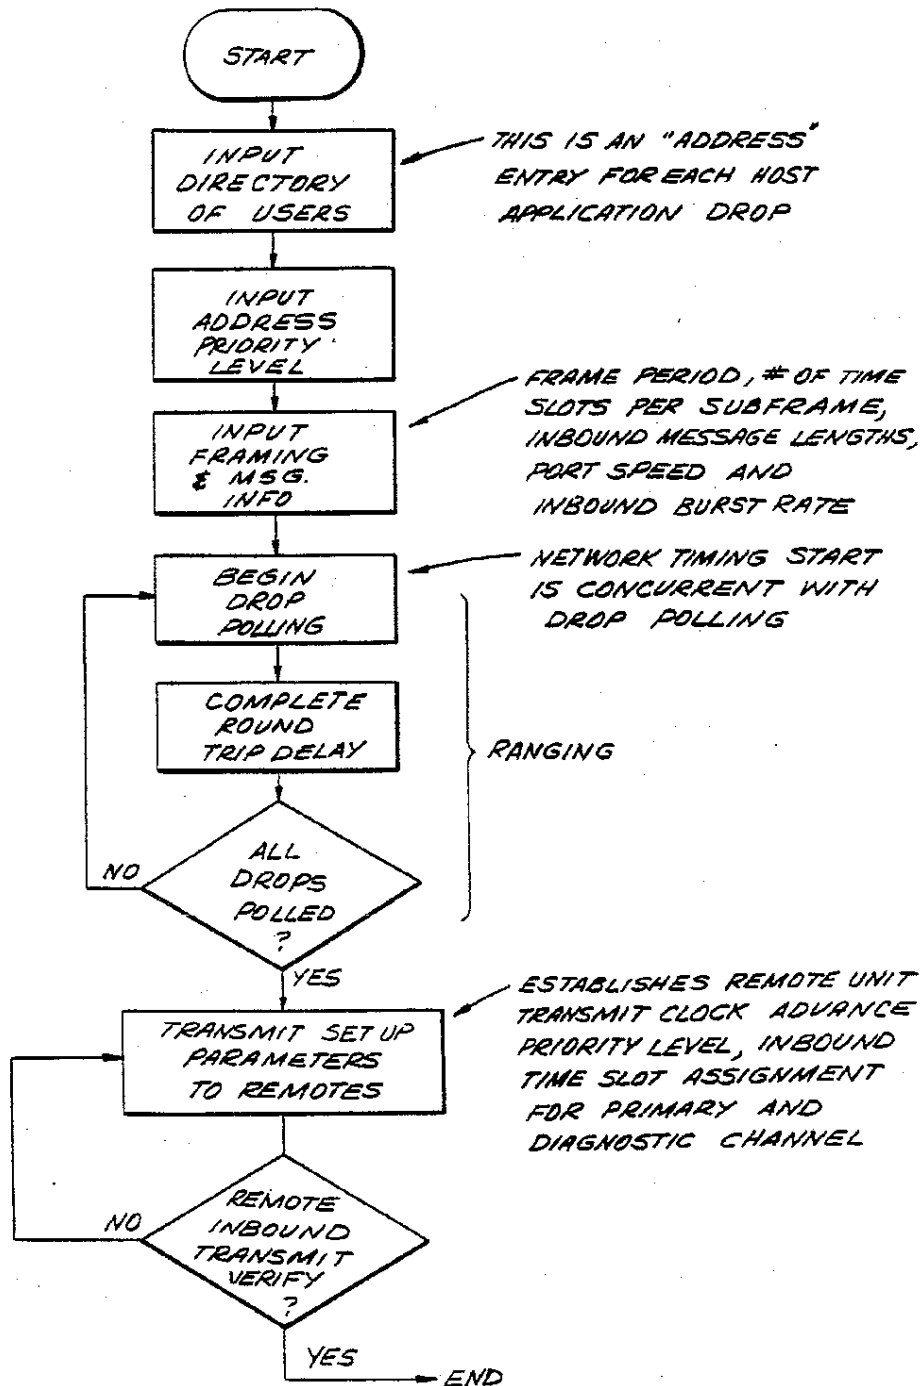 START
INPUT
DIRECTORY
OF USERS
THIS IS AN "ADDRESS"
ENTRY FOR EACH HOST
APPLICATION DROP
INPUT
ADDRESS
PRIORITY
LEVEL
INPUT
FRAMING
& MSG.
INFO
FRAME PERIOD, # OF TIME
SLOTS PER SUBFRAME,
INBOUND MESSAGE LENGTHS,
PORT SPEED AND
INBOUND BURST RATE
BEGIN
DROP
POLLING
NETWORK TIMING START
IS CONCURRENT WITH
DROP POLLING
COMPLETE
ROUND
TRIP DELAY
RANGING
ALL
DROPS
POLLED
?
NO
YES
TRANSMIT SET UP
PARAMETERS
TO REMOTES
ESTABLISHES REMOTE UNIT
TRANSMIT CLOCK ADVANCE
PRIORITY LEVEL, INBOUND
TIME SLOT ASSIGNMENT
FOR PRIMARY AND
DIAGNOSTIC CHANNEL
REMOTE
INBOUND
TRANSMIT
VERIFY
?
NO
YES
END